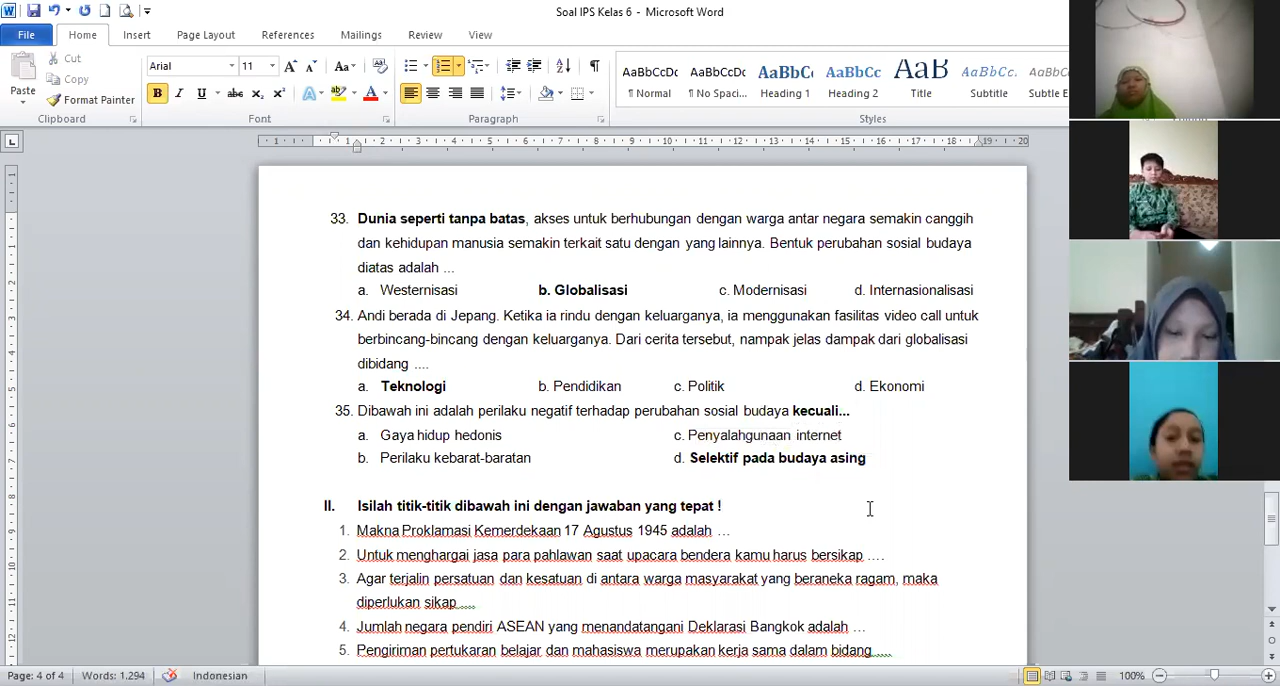 Soal IPS Kelas 6 - Microsoft Word
File Home Insert Page Layout References Mailings Review View
Cut
Copy
Format Painter
Paste
Clipboard
Arial 11
Font
Paragraph
AaBbCcDc AaBbCcDc AaBbC AaBbCc AaB AaBbCc. AaBbCcDc
¶ Normal ¶ No Spaci... Heading 1 Heading 2 Title Subtitle Subtle E
Styles
33. Dunia seperti tanpa batas, akses untuk berhubungan dengan warga antar negara semakin canggih
dan kehidupan manusia semakin terkait satu dengan yang lainnya. Bentuk perubahan sosial budaya
diatas adalah ...
a. Westernisasi b. Globalisasi c. Modernisasi d. Internasionalisasi
34. Andi berada di Jepang. Ketika ia rindu dengan keluarganya, ia menggunakan fasilitas video call untuk
berbincang-bincang dengan keluarganya. Dari cerita tersebut, nampak jelas dampak dari globalisasi
dibidang ....
a. Teknologi b. Pendidikan c. Politik d. Ekonomi
35. Dibawah ini adalah perilaku negatif terhadap perubahan sosial budaya kecuali...
a. Gaya hidup hedonis c. Penyalahgunaan internet
b. Perilaku kebarat-baratan d. Selektif pada budaya asing
II. Isilah titik-titik dibawah ini dengan jawaban yang tepat !
1. Makna Proklamasi Kemerdekaan 17 Agustus 1945 adalah ...
2. Untuk menghargai jasa para pahlawan saat upacara bendera kamu harus bersikap ....
3. Agar terjalin persatuan dan kesatuan di antara warga masyarakat yang beraneka ragam, maka
diperlukan sikap....
4. Jumlah negara pendiri ASEAN yang menandatangani Deklarasi Bangkok adalah ...
5. Pengiriman pertukaran belajar dan mahasiswa merupakan kerja sama dalam bidang....
Page: 4 of 4 Words: 1.294 Indonesian 100%